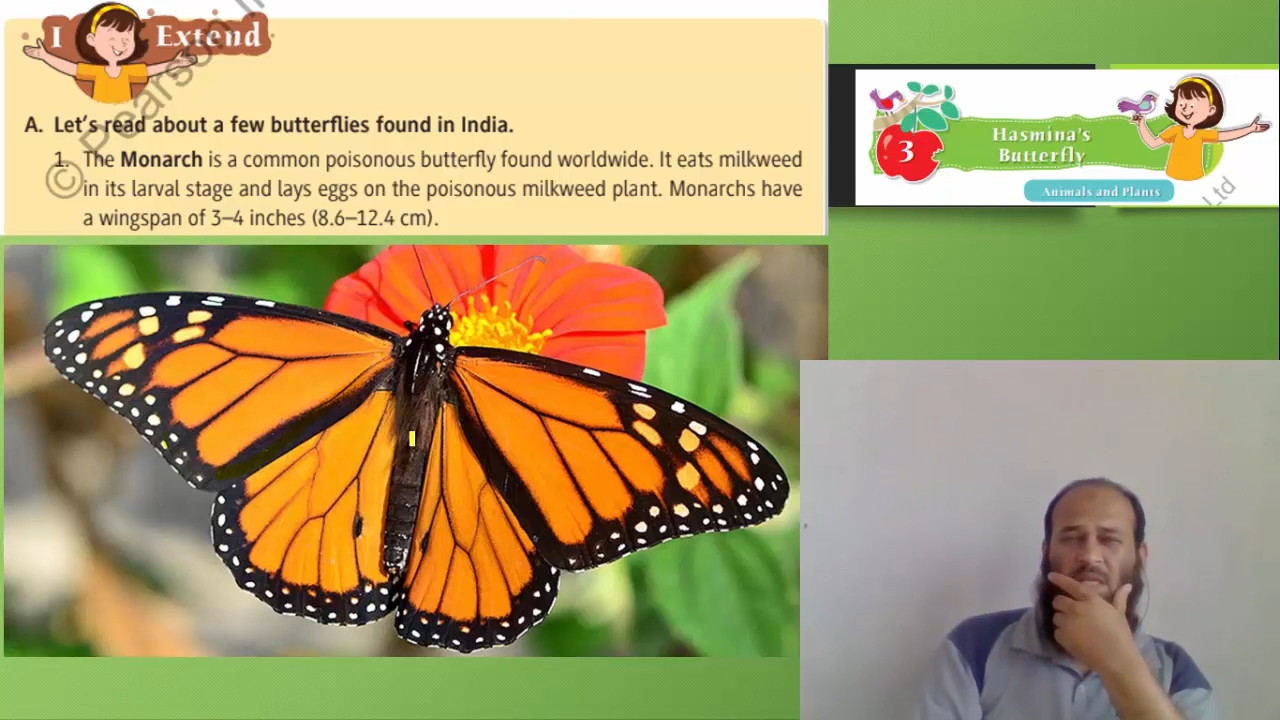 I Extend
A. Let's read about a few butterflies found in India.
1. The Monarch is a common poisonous butterfly found worldwide. It eats milkweed
in its larval stage and lays eggs on the poisonous milkweed plant. Monarchs have
a wingspan of 3–4 inches (8.6–12.4 cm).
© Pearson I
3
Hasmina's
Butterfly
Animals and Plants
Ltd